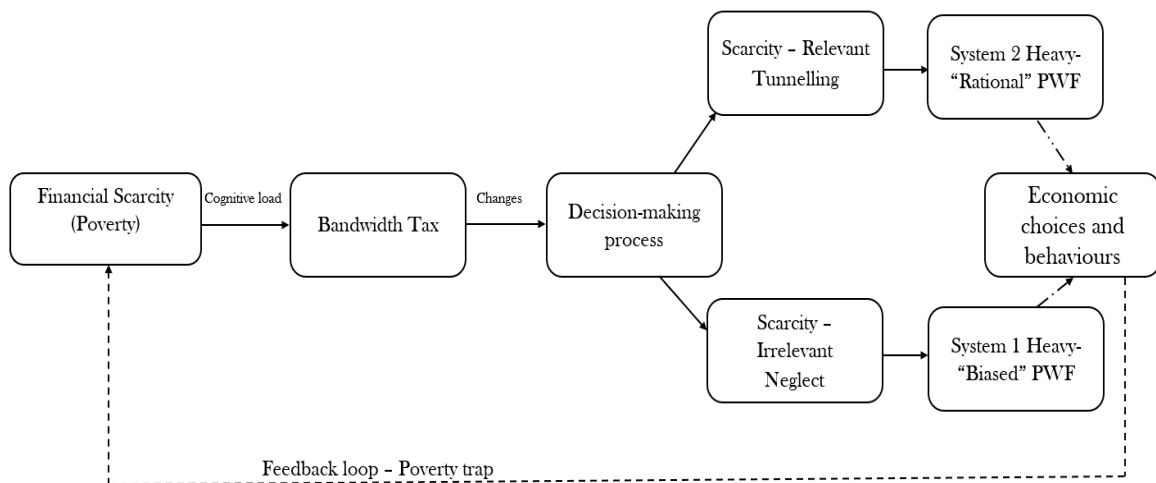 Financial Scarcity
(Poverty)
Cognitive load
Bandwidth Tax
Changes
Decision-making
process
Scarcity – Relevant
Tunnelling
System 2 Heavy-
“Rational” PWF
Scarcity –
Irrelevant
Neglect
System 1 Heavy-
“Biased” PWF
Economic
choices and
behaviours
Feedback loop – Poverty trap